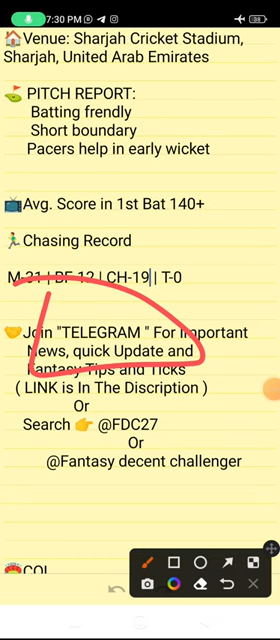 7:30 PM
38
🏠Venue: Sharjah Cricket Stadium,
Sharjah, United Arab Emirates
⛳ PITCH REPORT:
Batting frendly
Short boundary
Pacers help in early wicket
📺Avg. Score in 1st Bat 140+
🏃Chasing Record
M-31 | BF-12 | CH-19 | T-0
🤝Join "TELEGRAM " For Important
News, quick Update and
Fantasy Tips and Ticks
( LINK is In The Discription )
Or
Search 👉 @FDC27
Or
@Fantasy decent challenger